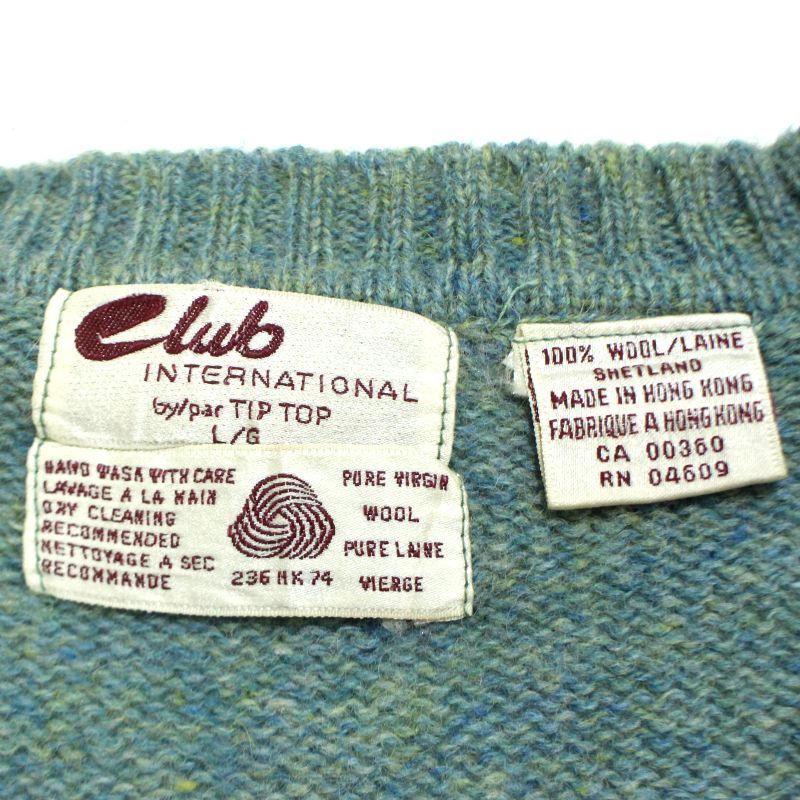 Club
INTERNATIONAL
by/par TIP TOP
L/G
HAND WASH WITH CARE
LAVAGE A LA MAIN
DRY CLEANING
RECOMMENDED
NETTOYAGE A SEC
RECOMMANDE
236 HK 74
PURE VIRGIN
WOOL
PURE LAINE
VIERGE
100% WOOL/LAINE
SHETLAND
MADE IN HONG KONG
FABRIQUE A HONG KONG
CA 00360
RN 04609